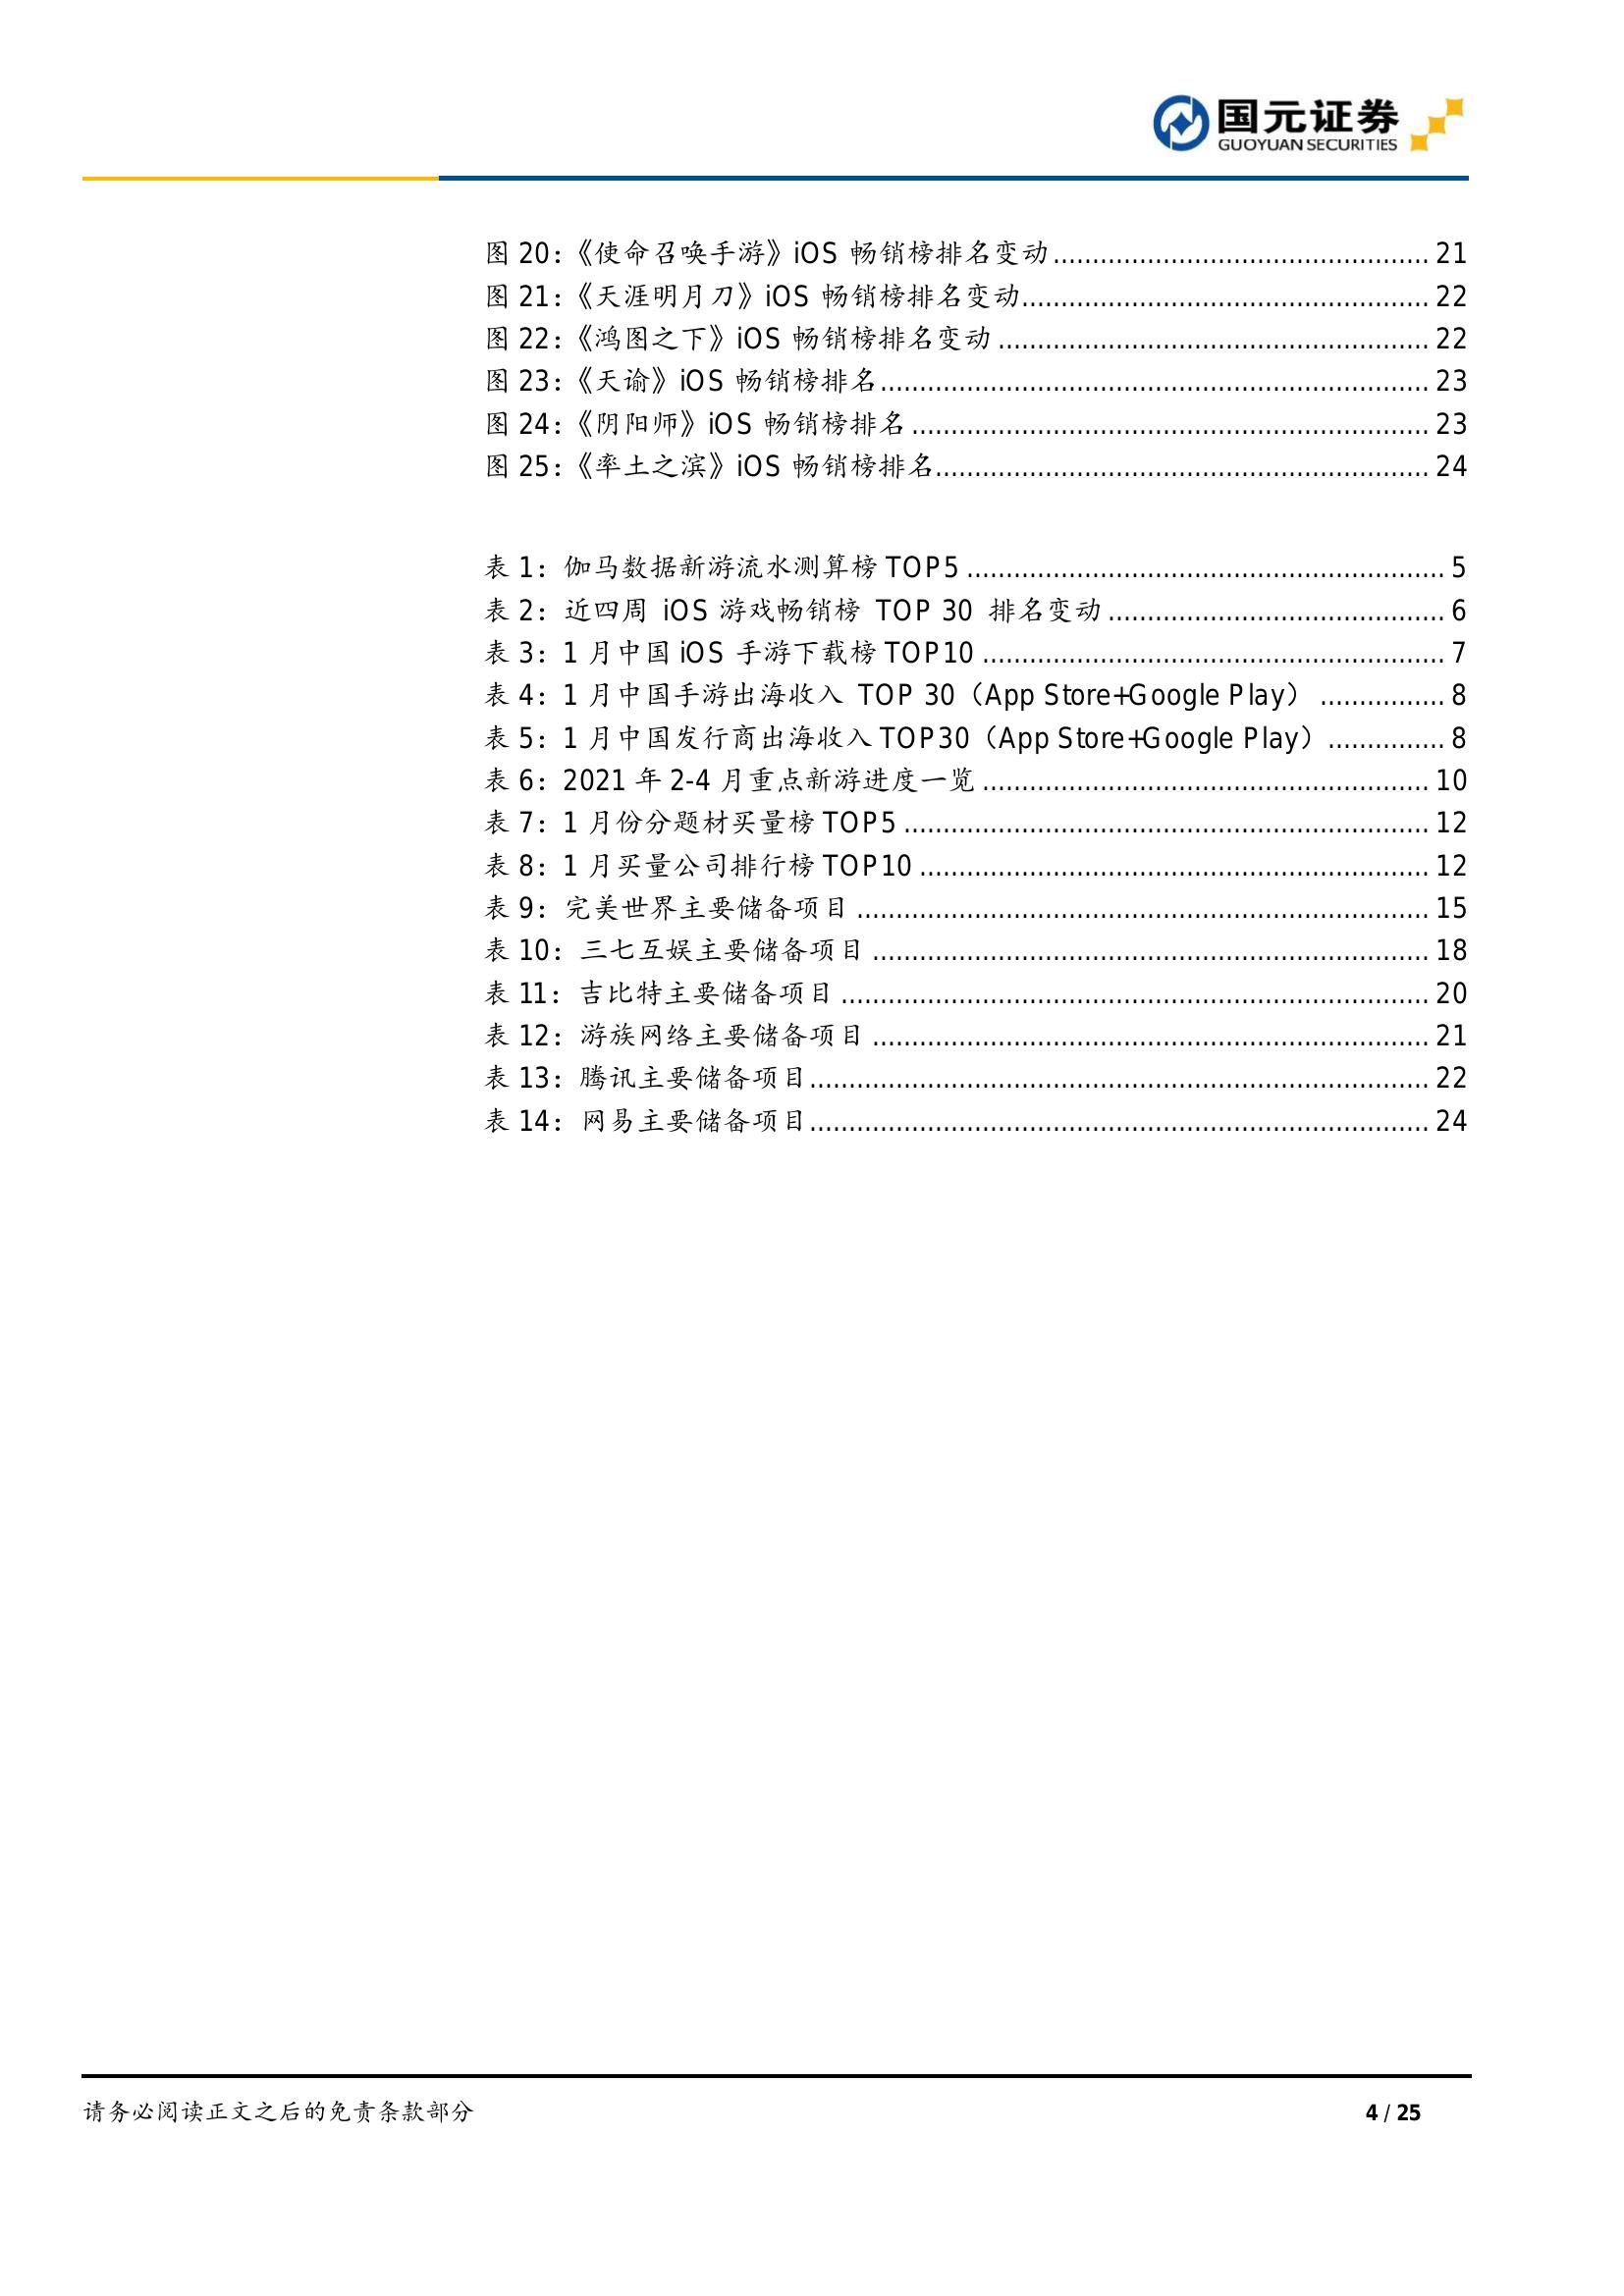 国元证券
GUOYUAN SECURITIES
图 20:《使命召唤手游》iOS 畅销榜排名变动................................................ 21
图 21:《天涯明月刀》iOS 畅销榜排名变动.................................................... 22
图 22:《鸿图之下》iOS 畅销榜排名变动 ....................................................... 22
图 23:《天谕》iOS 畅销榜排名...................................................................... 23
图 24:《阴阳师》iOS 畅销榜排名 .................................................................. 23
图 25:《率土之滨》iOS 畅销榜排名............................................................... 24
表 1：伽马数据新游流水测算榜 TOP5 ............................................................. 5
表 2：近四周 iOS 游戏畅销榜 TOP 30 排名变动 ........................................... 6
表 3：1 月中国 iOS 手游下载榜 TOP10 ........................................................... 7
表 4：1 月中国手游出海收入 TOP 30（App Store+Google Play） ................ 8
表 5：1 月中国发行商出海收入 TOP30（App Store+Google Play）............... 8
表 6：2021 年 2-4 月重点新游进度一览 ......................................................... 10
表 7：1 月份分题材买量榜 TOP5 ................................................................... 12
表 8：1 月买量公司排行榜 TOP10 ................................................................. 12
表 9：完美世界主要储备项目 ......................................................................... 15
表 10：三七互娱主要储备项目 ....................................................................... 18
表 11：吉比特主要储备项目 ........................................................................... 20
表 12：游族网络主要储备项目 ....................................................................... 21
表 13：腾讯主要储备项目............................................................................... 22
表 14：网易主要储备项目............................................................................... 24
请务必阅读正文之后的免责条款部分
4 / 25